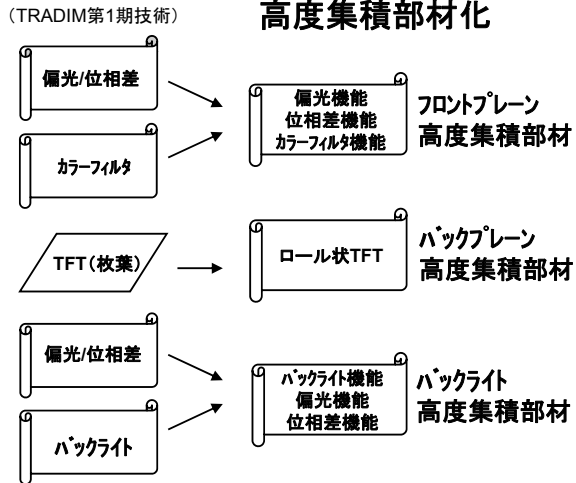 (TRADIM第1期技術)
高度集積部材化
偏光/位相差
カラーフィルタ
偏光機能
位相差機能
カラーフィルタ機能
フロントプレーン
高度集積部材
TFT(枚葉)
ロール状TFT
バックプレーン
高度集積部材
偏光/位相差
バックライト
バックライト機能
偏光機能
位相差機能
バックライト
高度集積部材